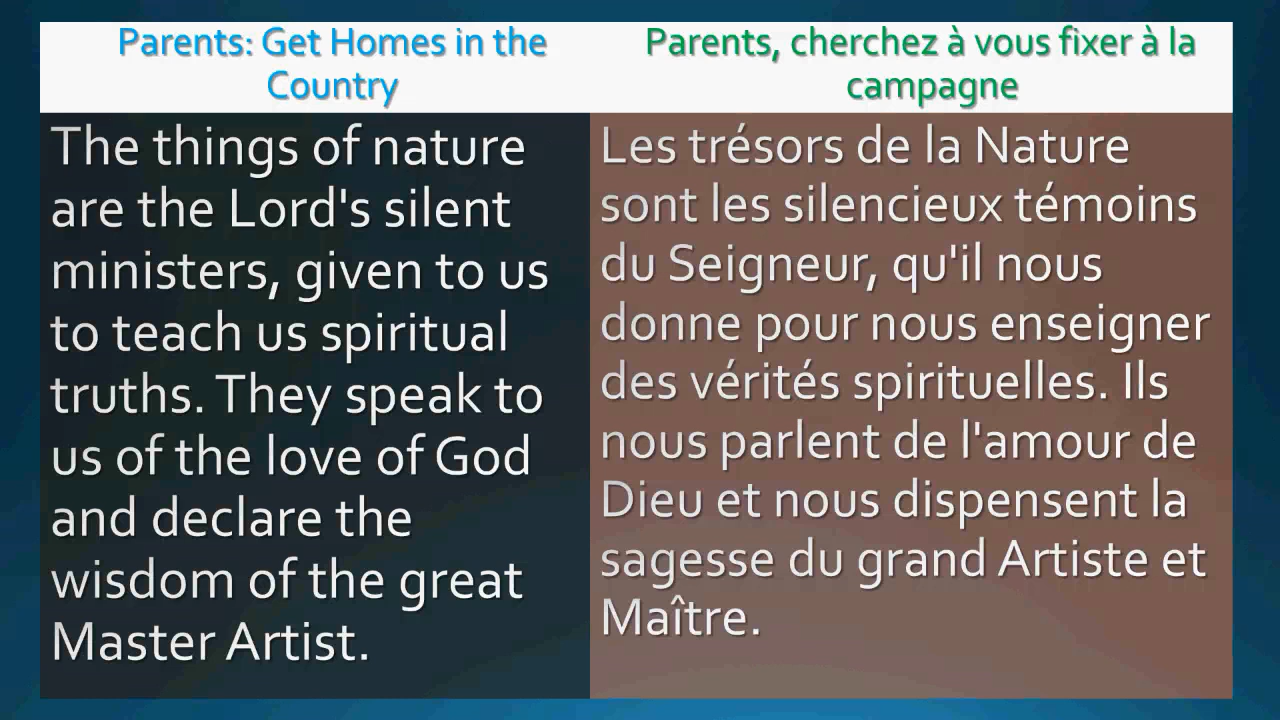 Parents: Get Homes in the
Country
Parents, cherchez à vous fixer à la
campagne
The things of nature
are the Lord's silent
ministers, given to us
to teach us spiritual
truths. They speak to
us of the love of God
and declare the
wisdom of the great
Master Artist.
Les trésors de la Nature
sont les silencieux témoins
du Seigneur, qu'il nous
donne pour nous enseigner
des vérités spirituelles. Ils
nous parlent de l'amour de
Dieu et nous dispensent la
sagesse du grand Artiste et
Maître.